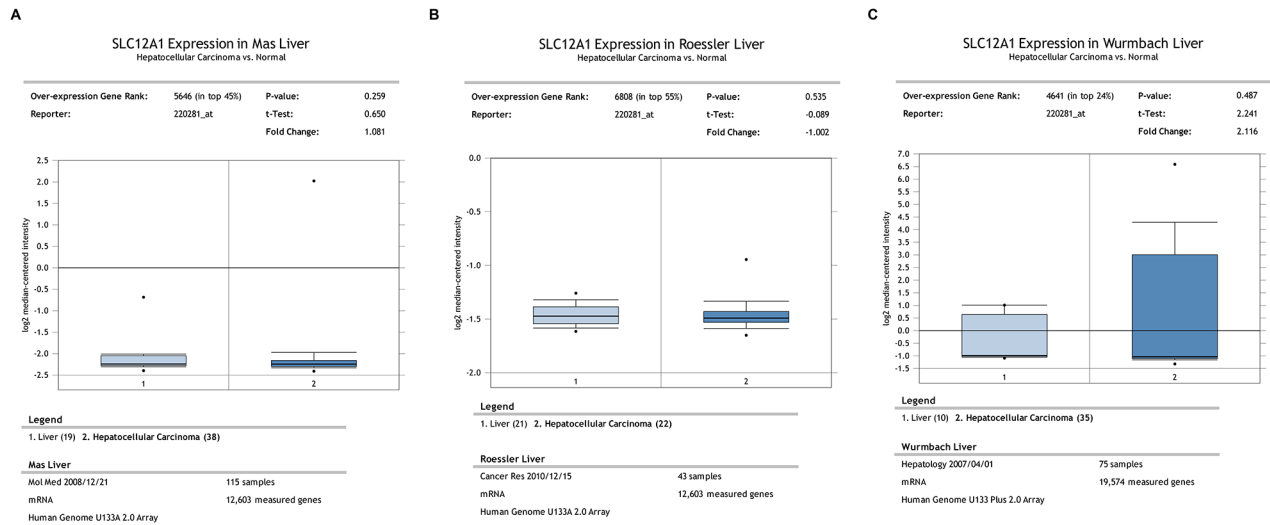 A
SLC12A1 Expression in Mas Liver
Hepatocellular Carcinoma vs. Normal
Over-expression Gene Rank: 5646 (in top 45%) P-value: 0.259
Reporter: 220281_at t-Test: 0.650
Fold Change: 1.081
log2 median-centered intensity
2.5
2.0
1.5
1.0
0.5
0.0
-0.5
-1.0
-1.5
-2.0
-2.5
1 2
Legend
1. Liver (19) 2. Hepatocellular Carcinoma (38)
Mas Liver
Mol Med 2008/12/21 115 samples
mRNA 12,603 measured genes
Human Genome U133A 2.0 Array
B
SLC12A1 Expression in Roessler Liver
Hepatocellular Carcinoma vs. Normal
Over-expression Gene Rank: 6808 (in top 55%) P-value: 0.535
Reporter: 220281_at t-Test: -0.089
Fold Change: -1.002
log2 median-centered intensity
0.0
-0.5
-1.0
-1.5
-2.0
1 2
Legend
1. Liver (21) 2. Hepatocellular Carcinoma (22)
Roessler Liver
Cancer Res 2010/12/15 43 samples
mRNA 12,603 measured genes
Human Genome U133A 2.0 Array
C
SLC12A1 Expression in Wurmbach Liver
Hepatocellular Carcinoma vs. Normal
Over-expression Gene Rank: 4641 (in top 24%) P-value: 0.487
Reporter: 220281_at t-Test: 2.241
Fold Change: 2.116
log2 median-centered intensity
7.0
6.5
6.0
5.5
5.0
4.5
4.0
3.5
3.0
2.5
2.0
1.5
1.0
0.5
0.0
-0.5
-1.0
-1.5
1 2
Legend
1. Liver (10) 2. Hepatocellular Carcinoma (35)
Wurmbach Liver
Hepatology 2007/04/01 75 samples
mRNA 19,574 measured genes
Human Genome U133 Plus 2.0 Array